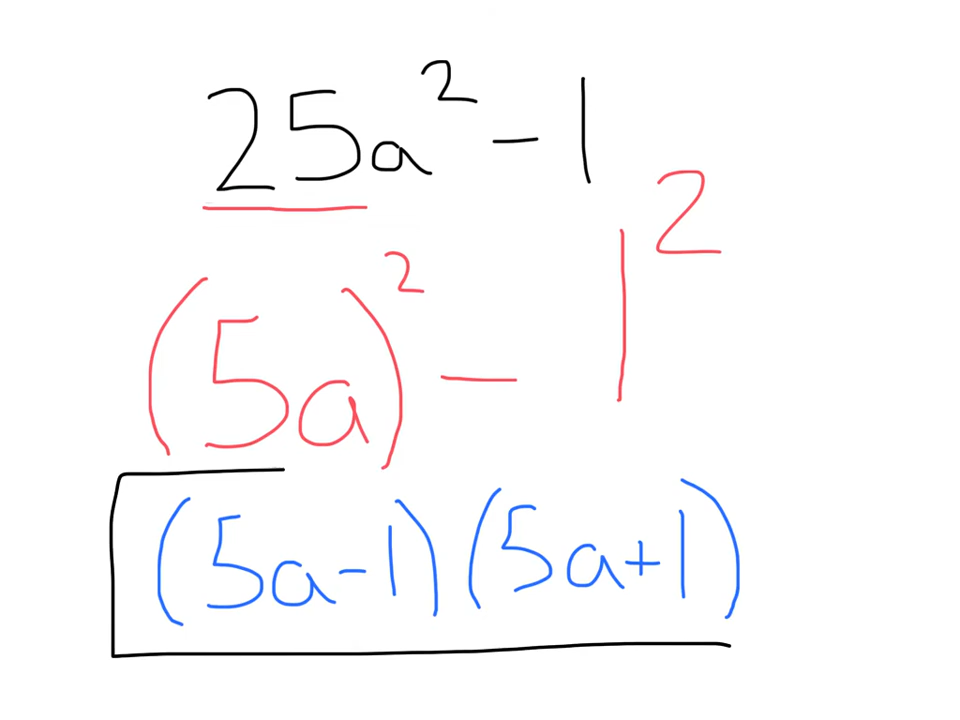 25a² - 1
(5a)² - 1²
(5a-1)(5a+1)